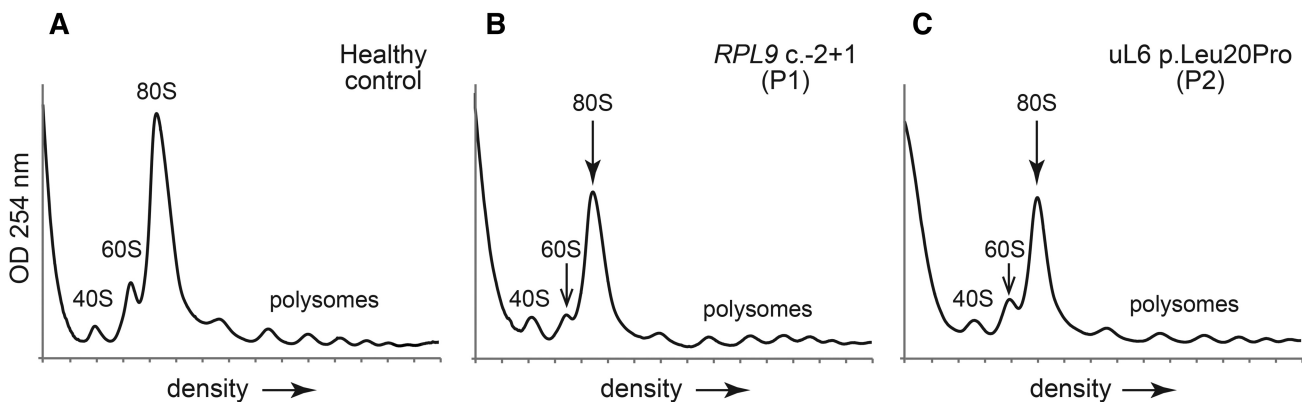 A
Healthy
control
80S
60S
40S
polysomes
OD 254 nm
density
B
RPL9 c.-2+1
(P1)
80S
60S
40S
polysomes
density
C
uL6 p.Leu20Pro
(P2)
80S
60S
40S
polysomes
density